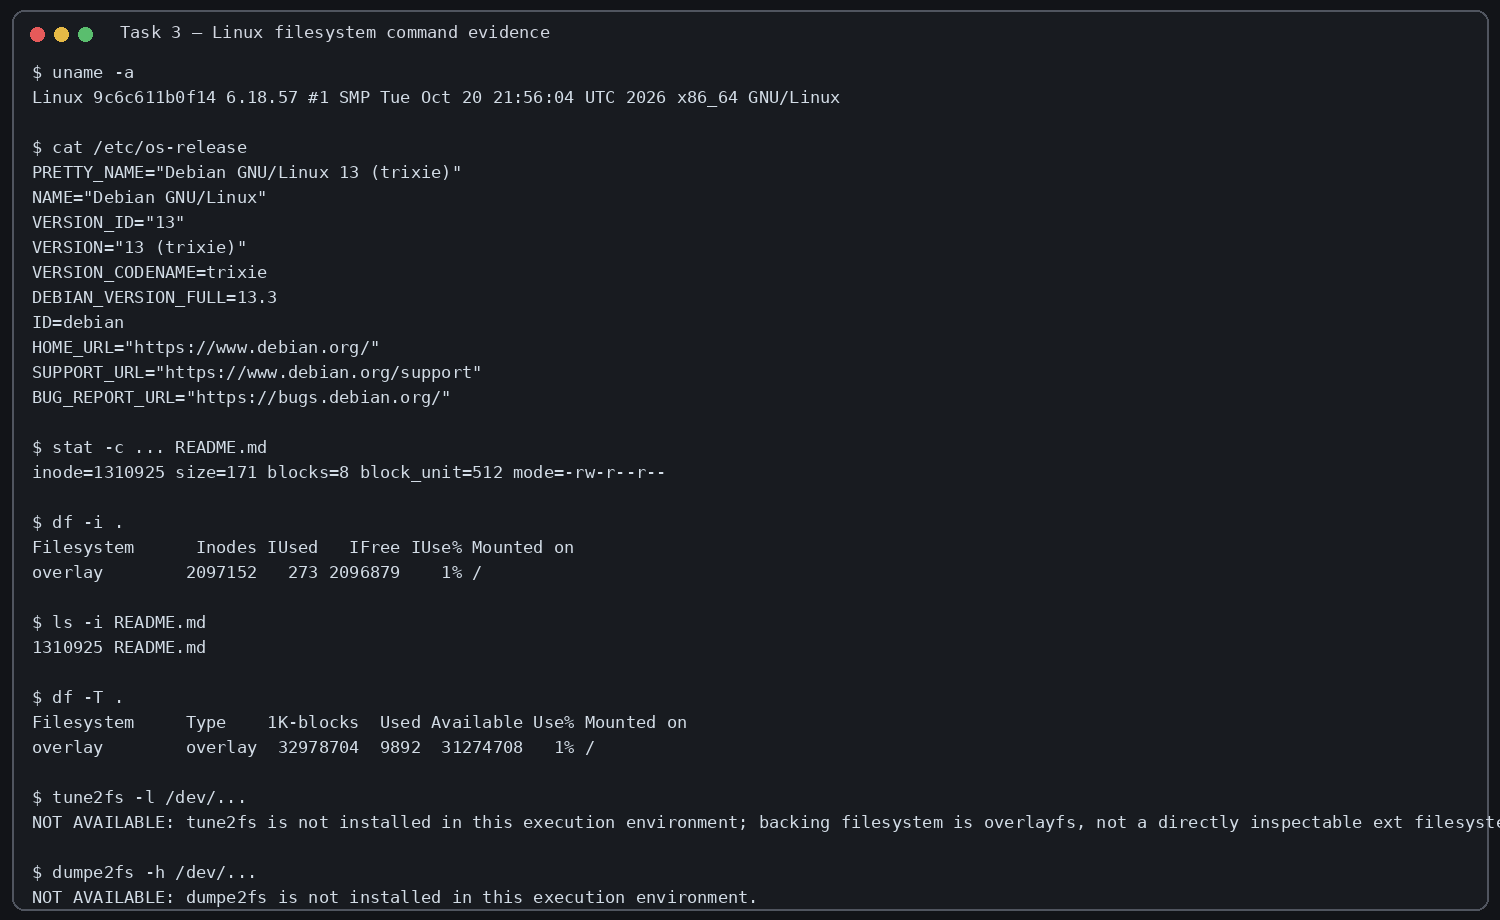 Task 3 — Linux filesystem command evidence
$ uname -a
Linux 9c6c611b0f14 6.18.57 #1 SMP Tue Oct 20 21:56:04 UTC 2026 x86_64 GNU/Linux
$ cat /etc/os-release
PRETTY_NAME="Debian GNU/Linux 13 (trixie)"
NAME="Debian GNU/Linux"
VERSION_ID="13"
VERSION="13 (trixie)"
VERSION_CODENAME=trixie
DEBIAN_VERSION_FULL=13.3
ID=debian
HOME_URL="https://www.debian.org/"
SUPPORT_URL="https://www.debian.org/support"
BUG_REPORT_URL="https://bugs.debian.org/"
$ stat -c ... README.md
inode=1310925 size=171 blocks=8 block_unit=512 mode=-rw-r--r--
$ df -i .
Filesystem      Inodes IUsed   IFree IUse% Mounted on
overlay        2097152   273 2096879    1% /
$ ls -i README.md
1310925 README.md
$ df -T .
Filesystem     Type    1K-blocks  Used Available Use% Mounted on
overlay        overlay  32978704  9892  31274708   1% /
$ tune2fs -l /dev/...
NOT AVAILABLE: tune2fs is not installed in this execution environment; backing filesystem is overlayfs, not a directly inspectable ext filesyste
$ dumpe2fs -h /dev/...
NOT AVAILABLE: dumpe2fs is not installed in this execution environment.